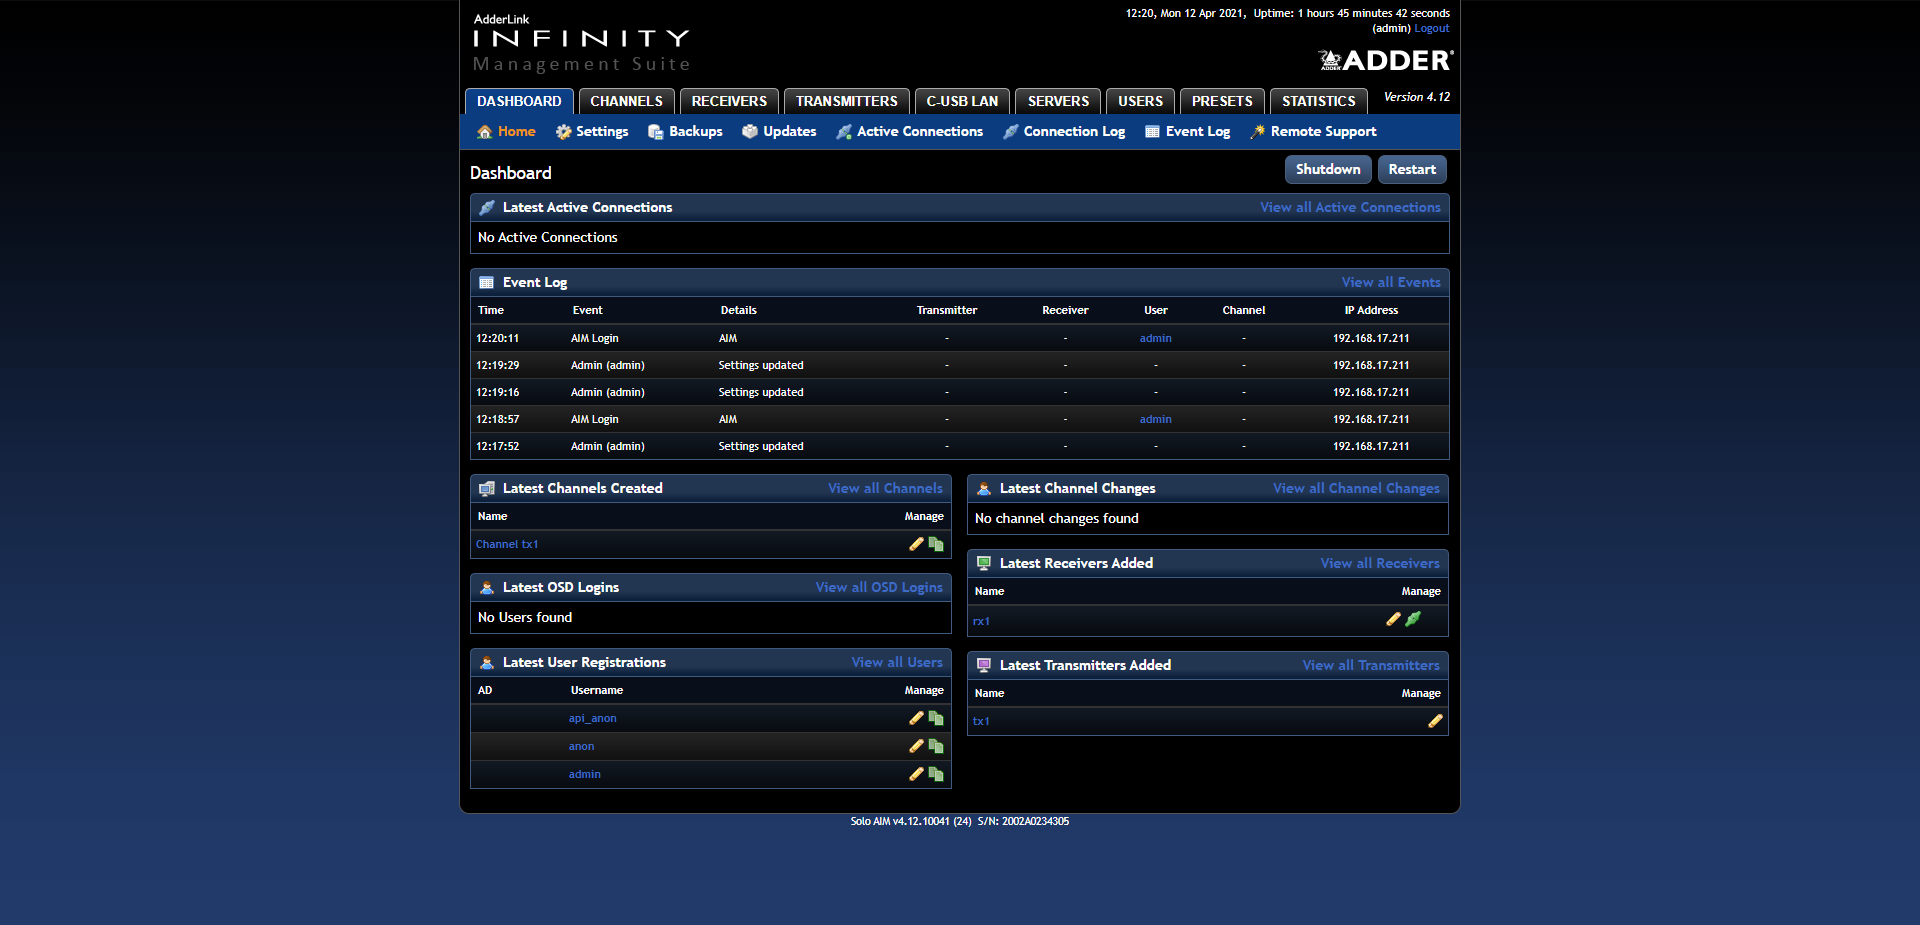 AdderLink
INFINITY
Management Suite
12:20, Mon 12 Apr 2021, Uptime: 1 hours 45 minutes 42 seconds
(admin) Logout
ADDER
ADDER®
DASHBOARD CHANNELS RECEIVERS TRANSMITTERS C-USB LAN SERVERS USERS PRESETS STATISTICS Version 4.12
Home Settings Backups Updates Active Connections Connection Log Event Log Remote Support
Dashboard Shutdown Restart
Latest Active Connections View all Active Connections
No Active Connections
Event Log View all Events
Time Event Details Transmitter Receiver User Channel IP Address
12:20:11 AIM Login AIM - - admin - 192.168.17.211
12:19:29 Admin (admin) Settings updated - - - - 192.168.17.211
12:19:16 Admin (admin) Settings updated - - - - 192.168.17.211
12:18:57 AIM Login AIM - - admin - 192.168.17.211
12:17:52 Admin (admin) Settings updated - - - - 192.168.17.211
Latest Channels Created View all Channels
Name Manage
Channel tx1
Latest OSD Logins View all OSD Logins
No Users found
Latest User Registrations View all Users
AD Username Manage
api_anon
anon
admin
Latest Channel Changes View all Channel Changes
No channel changes found
Latest Receivers Added View all Receivers
Name Manage
rx1
Latest Transmitters Added View all Transmitters
Name Manage
tx1
Solo AIM v4.12.10041 (24) S/N: 2002A0234305